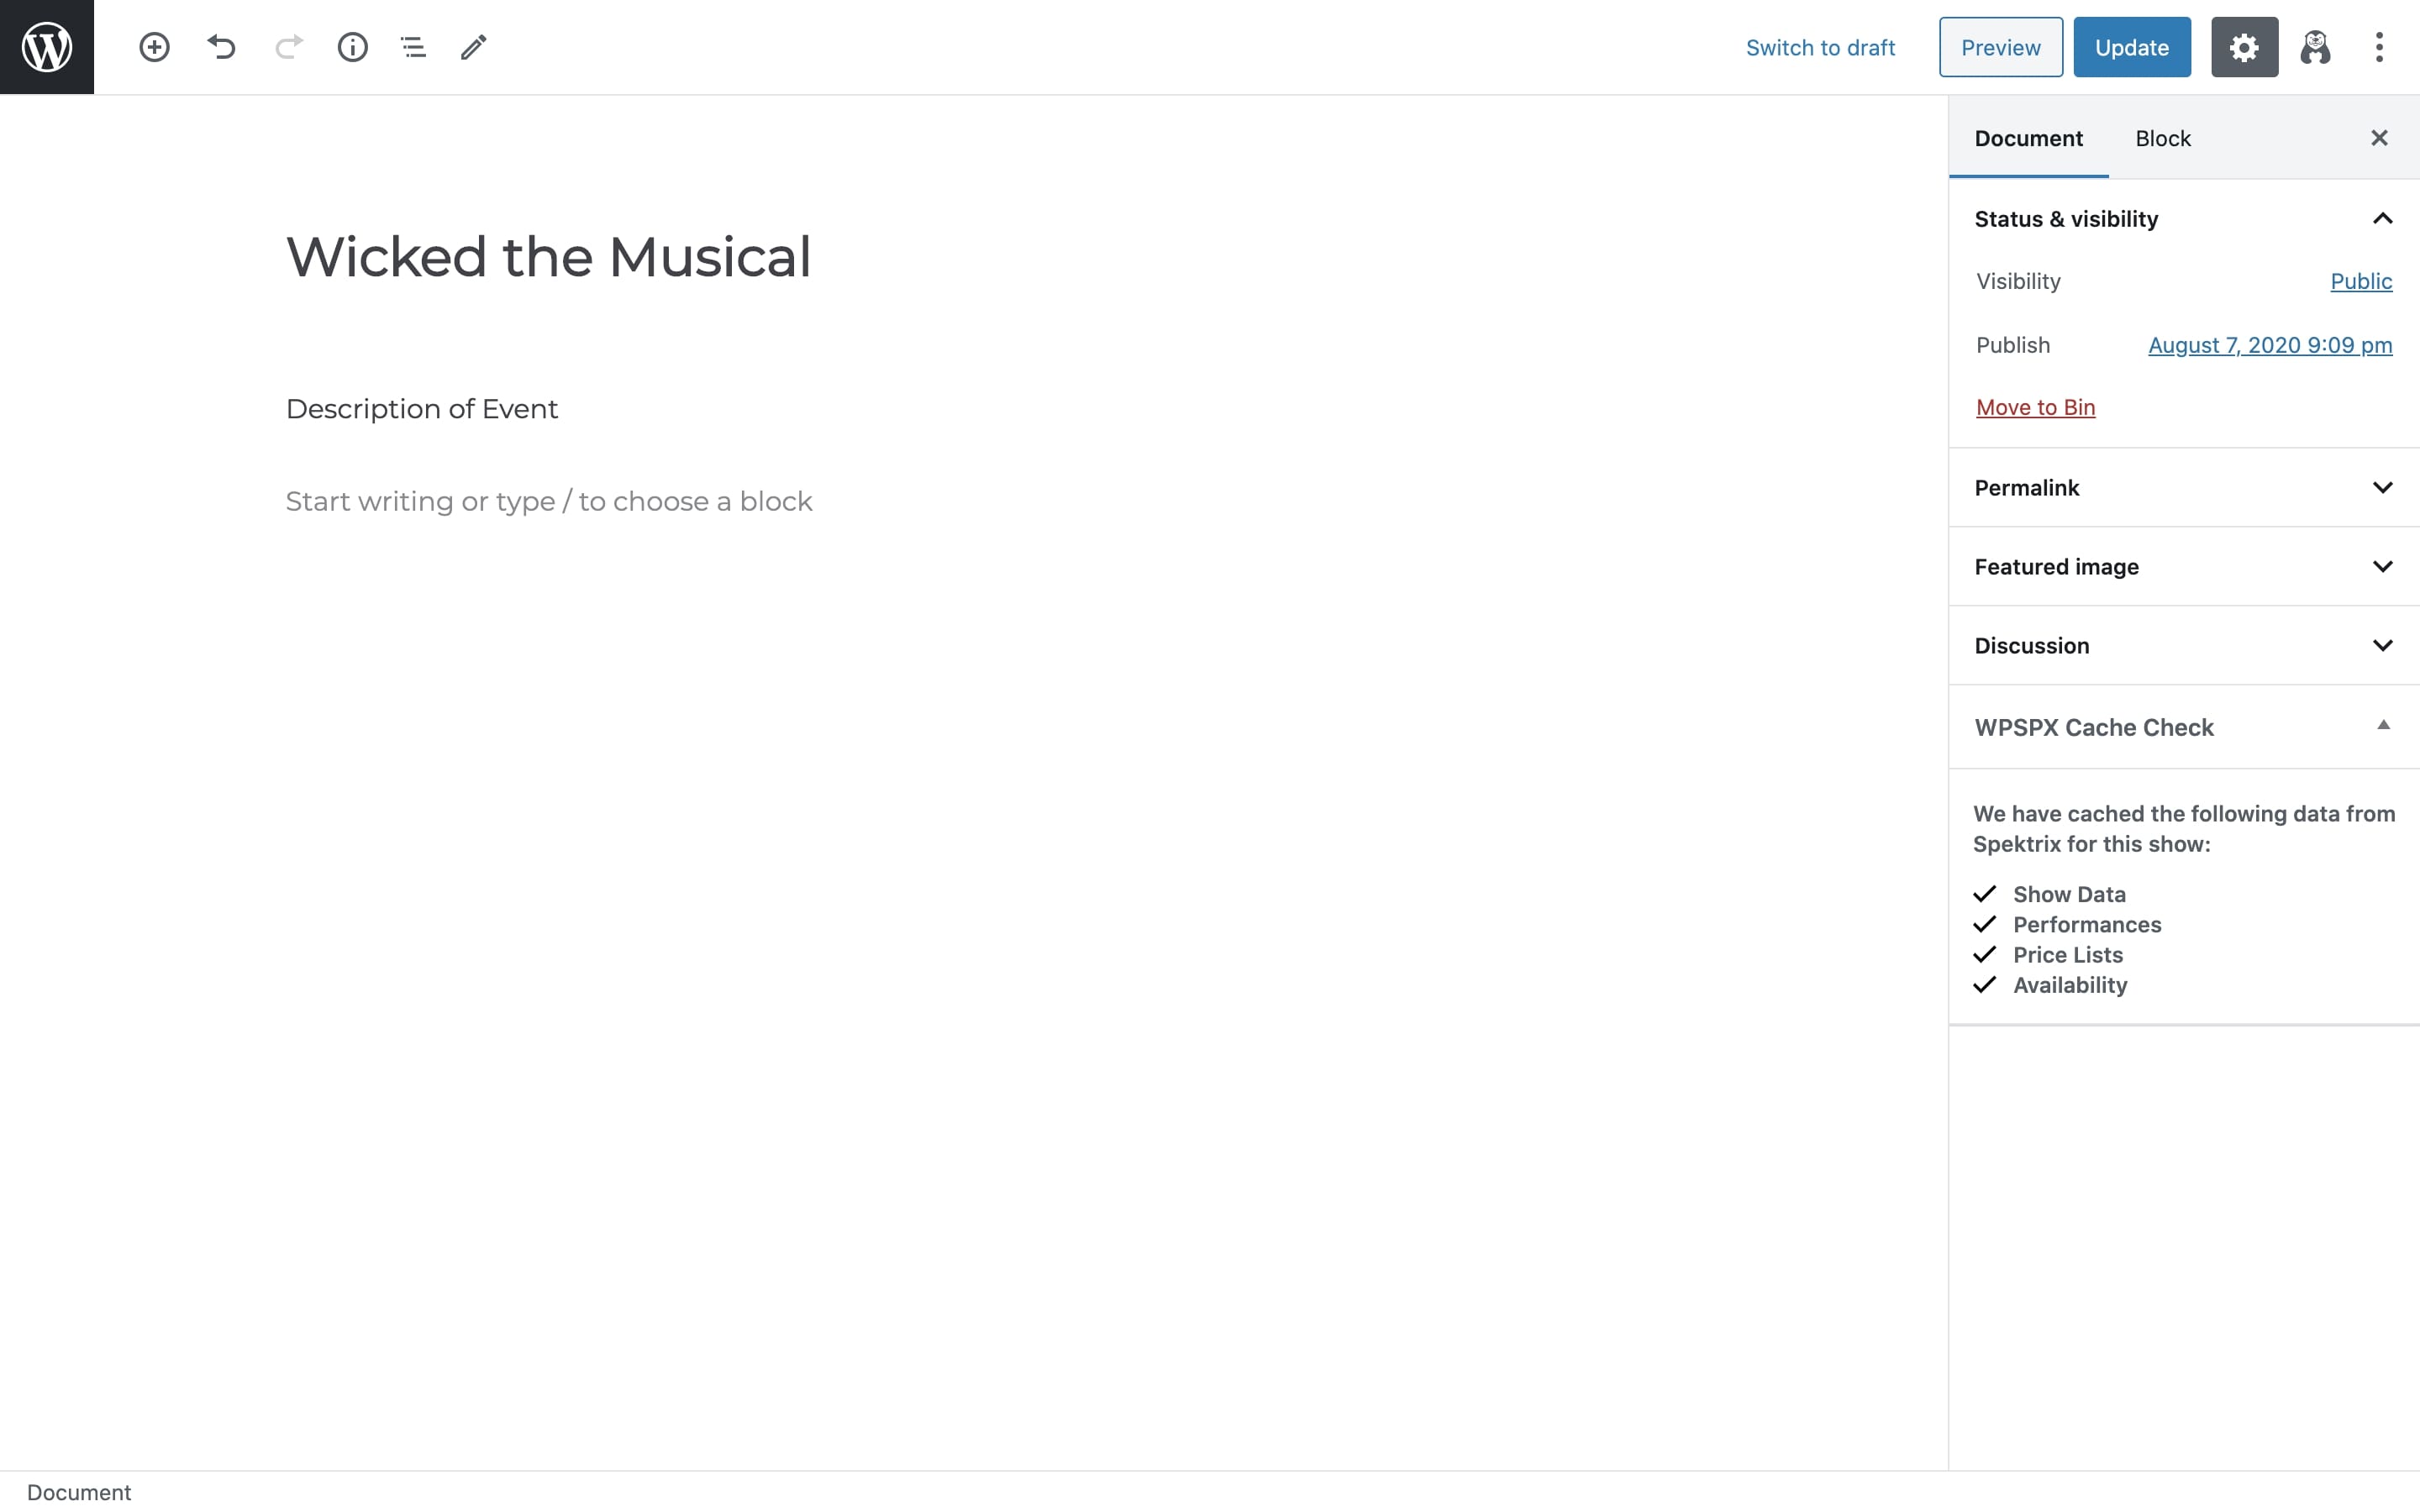 Switch to draft
Preview
Update
Document
Block
Wicked the Musical
Description of Event
Start writing or type / to choose a block
Status & visibility
Visibility
Public
Publish
August 7, 2020 9:09 pm
Move to Bin
Permalink
Featured image
Discussion
WPSPX Cache Check
We have cached the following data from
Spektrix for this show:
Show Data
Performances
Price Lists
Availability
Document